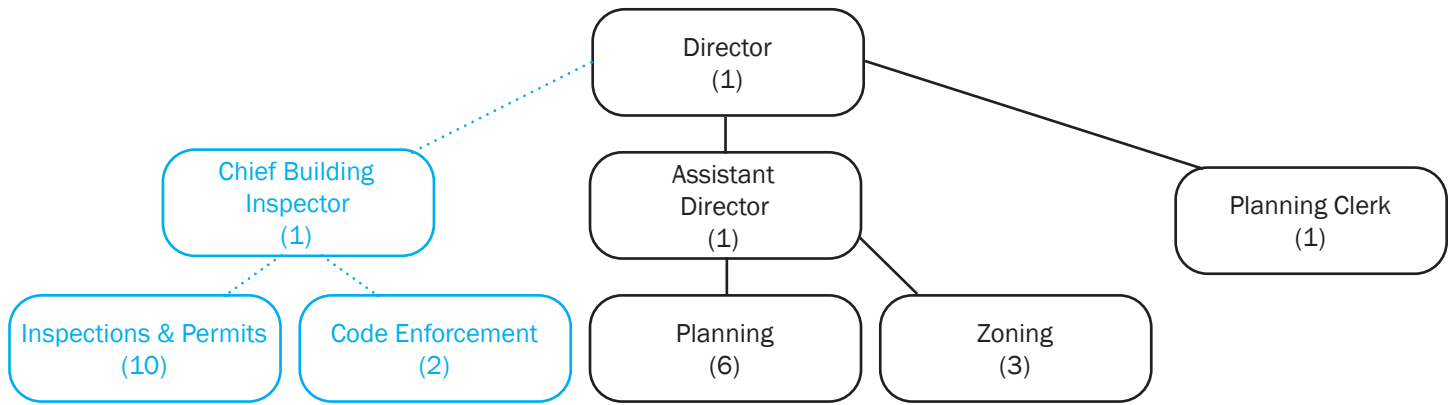 Director
(1)
Chief Building
Inspector
(1)
Assistant
Director
(1)
Planning Clerk
(1)
Inspections & Permits
(10)
Code Enforcement
(2)
Planning
(6)
Zoning
(3)